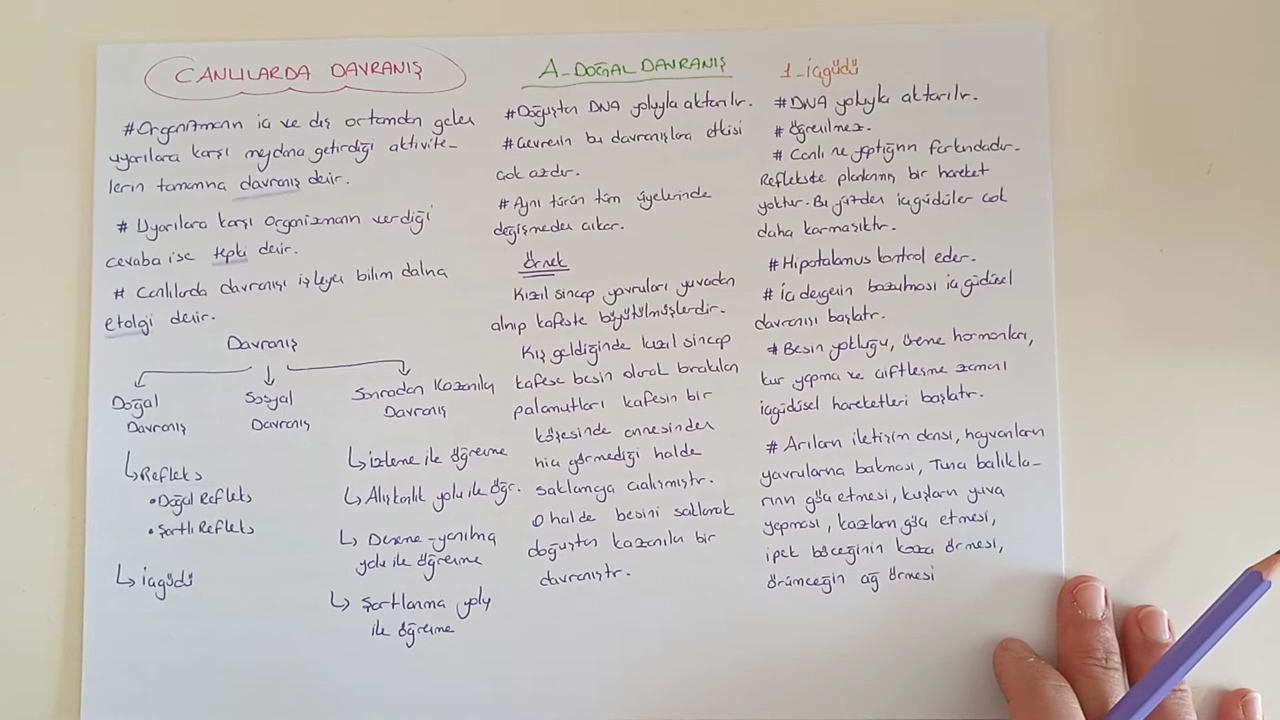 CANLILARDA DAVRANIŞ
# Organizmanın iç ve dış ortamdan gelen
uyarılara karşı meydana getirdiği aktivite-
lerin tamamına davranış denir.
# Uyarılara karşı organizmanın verdiği
cevaba ise tepki denir.
# Canlılarda davranışı işleyen bilim dalına
etoloji denir.
Davranış
Doğal
Davranış
Sosyal
Davranış
Sonradan Kazanılan
Davranış
↳ Refleks
• Doğal Refleks
• Şartlı Refleks
↳ İçgüdü
↳ İzleme ile öğrenme
↳ Alışkanlık yolu ile öğr.
↳ Deneme-yanılma
yolu ile öğrenme
↳ Şartlanma yolu
ile öğrenme
A-DOĞAL DAVRANIŞ
# Doğuştan DNA yoluyla aktarılır.
# Çevrenin bu davranışlara etkisi
çok azdır.
# Aynı türün tüm üyelerinde
değişmeden çıkar.
Örnek
Kızıl sincap yavruları yuvadan
alınıp kafeste büyütülmüşlerdir.
Kış geldiğinde kızıl sincap
kafese besin olarak bırakılan
palamutları kafesin bir
köşesinde annesinden
hiç görmediği halde
saklamaya çalışmıştır.
O halde besini saklamak
doğuştan kazanılan bir
davranıştır.
1-İçgüdü
# DNA yoluyla aktarılır.
# Öğrenilmez.
# Canlı ne yaptığının farkındadır.
Reflekste planlanmış bir hareket
yoktur. Bu yüzden içgüdüler çok
daha karmaşıktır.
# Hipotalamus kontrol eder.
# İç dengenin bozulması içgüdüsel
davranışı başlatır.
# Besin yokluğu, üreme hormonları,
kur yapma ve çiftleşme zamanı
içgüdüsel hareketleri başlatır.
# Arıların iletişim dansı, hayvanların
yavrularına bakması, Tuna balıkla-
rının göç etmesi, kuşların yuva
yapması, kazların göç etmesi,
ipek böceğinin koza örmesi,
örümceğin ağ örmesi